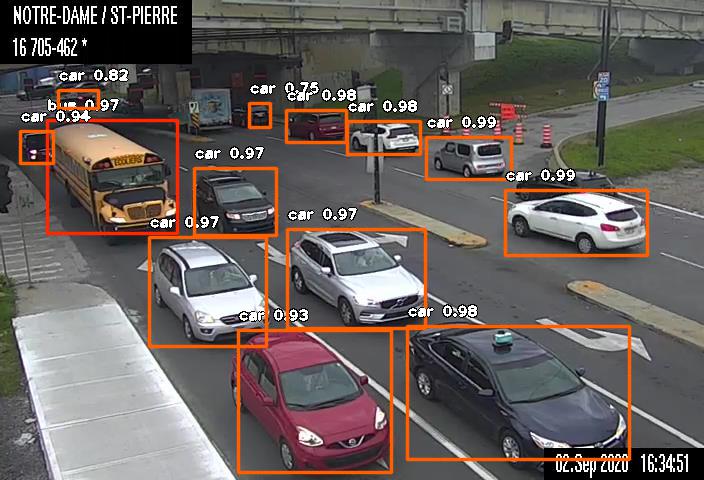 NOTRE-DAME / ST-PIERRE
16 705-462 *
car 0.82
car 0.75
car 0.98
bus 0.97
car 0.94
car 0.98
car 0.99
car 0.97
car 0.99
car 0.97
car 0.97
car 0.93
car 0.98
ECOLIERS
02.Sep 2020 16:34:51